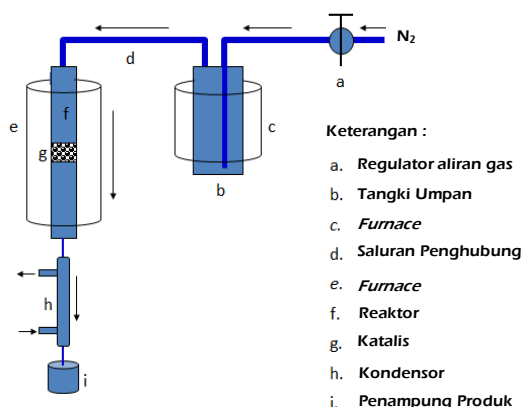 N2
a
d
e
f
c
g
b
h
i
Keterangan :
a. Regulator aliran gas
b. Tangki Umpan
c. Furnace
d. Saluran Penghubung
e. Furnace
f. Reaktor
g. Katalis
h. Kondensor
i. Penampung Produk